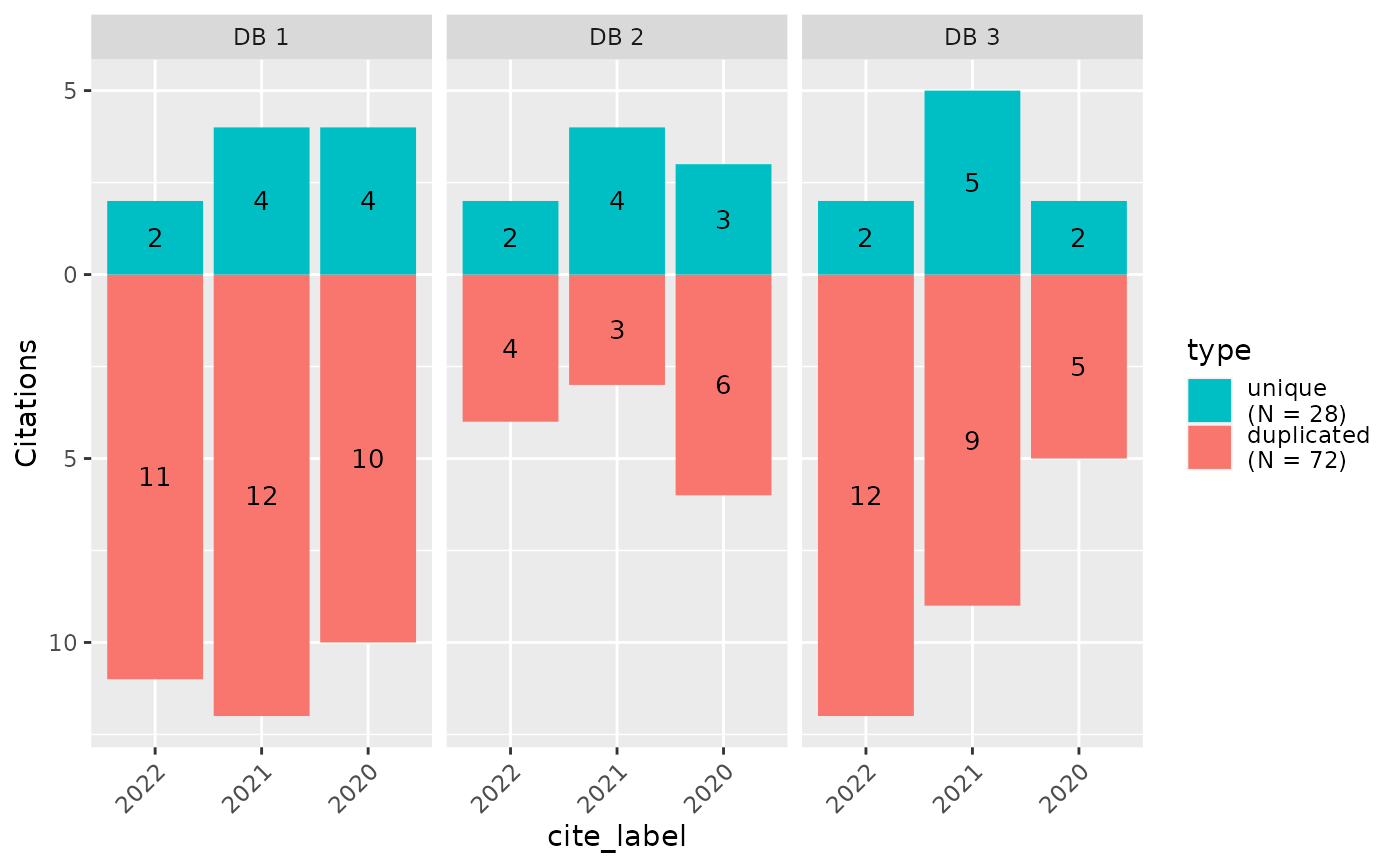 DB 1 DB 2 DB 3
Citations
5
0
5
10
2 4 4
11 12 10
2 4 3
4 3 6
2 5 2
12 9 5
2022 2021 2020 2022 2021 2020 2022 2021 2020
cite_label
type
unique
(N = 28)
duplicated
(N = 72)